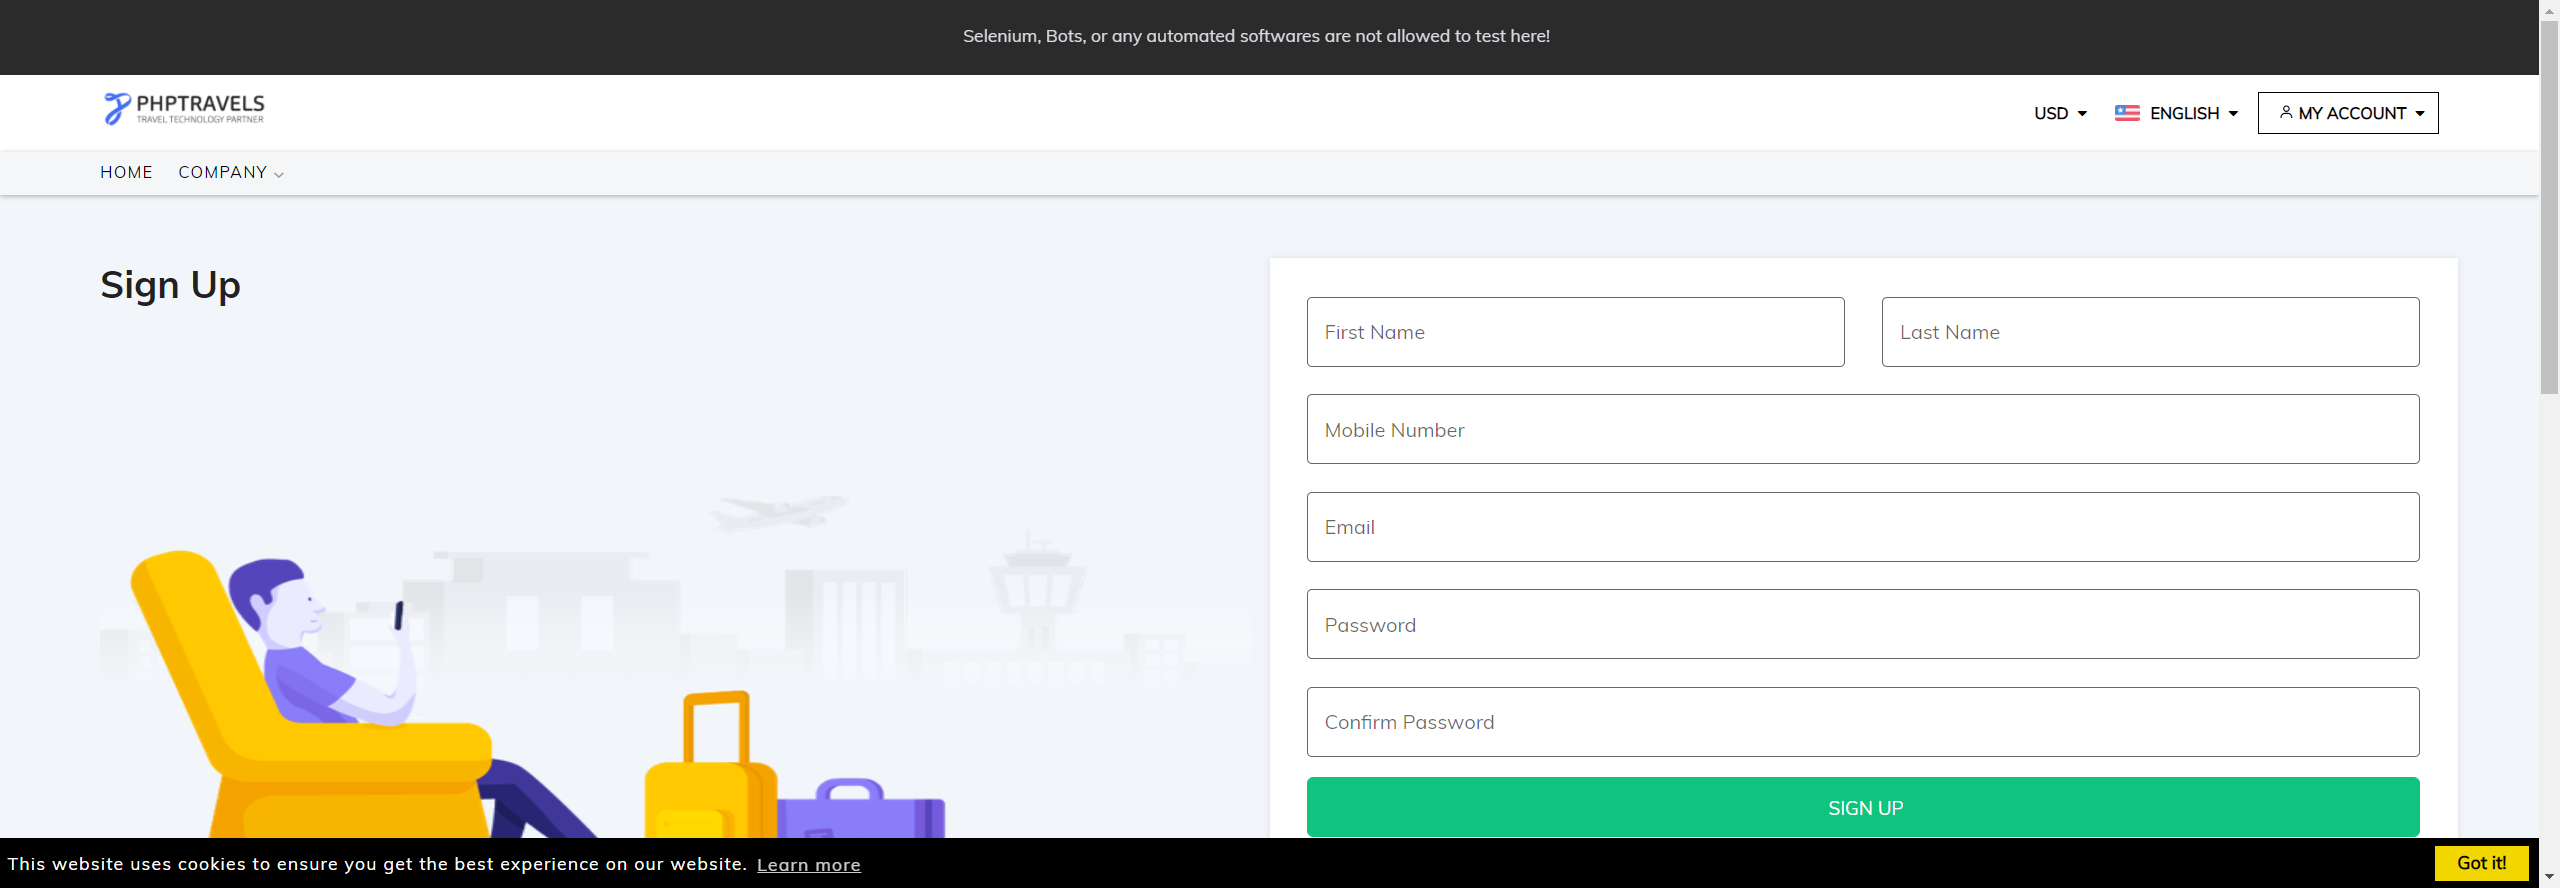 Selenium, Bots, or any automated softwares are not allowed to test here!
PHPTRAVELS
TRAVEL TECHNOLOGY PARTNER
USD
ENGLISH
MY ACCOUNT
HOME
COMPANY
Sign Up
First Name
Last Name
Mobile Number
Email
Password
Confirm Password
SIGN UP
This website uses cookies to ensure you get the best experience on our website. Learn more
Got it!